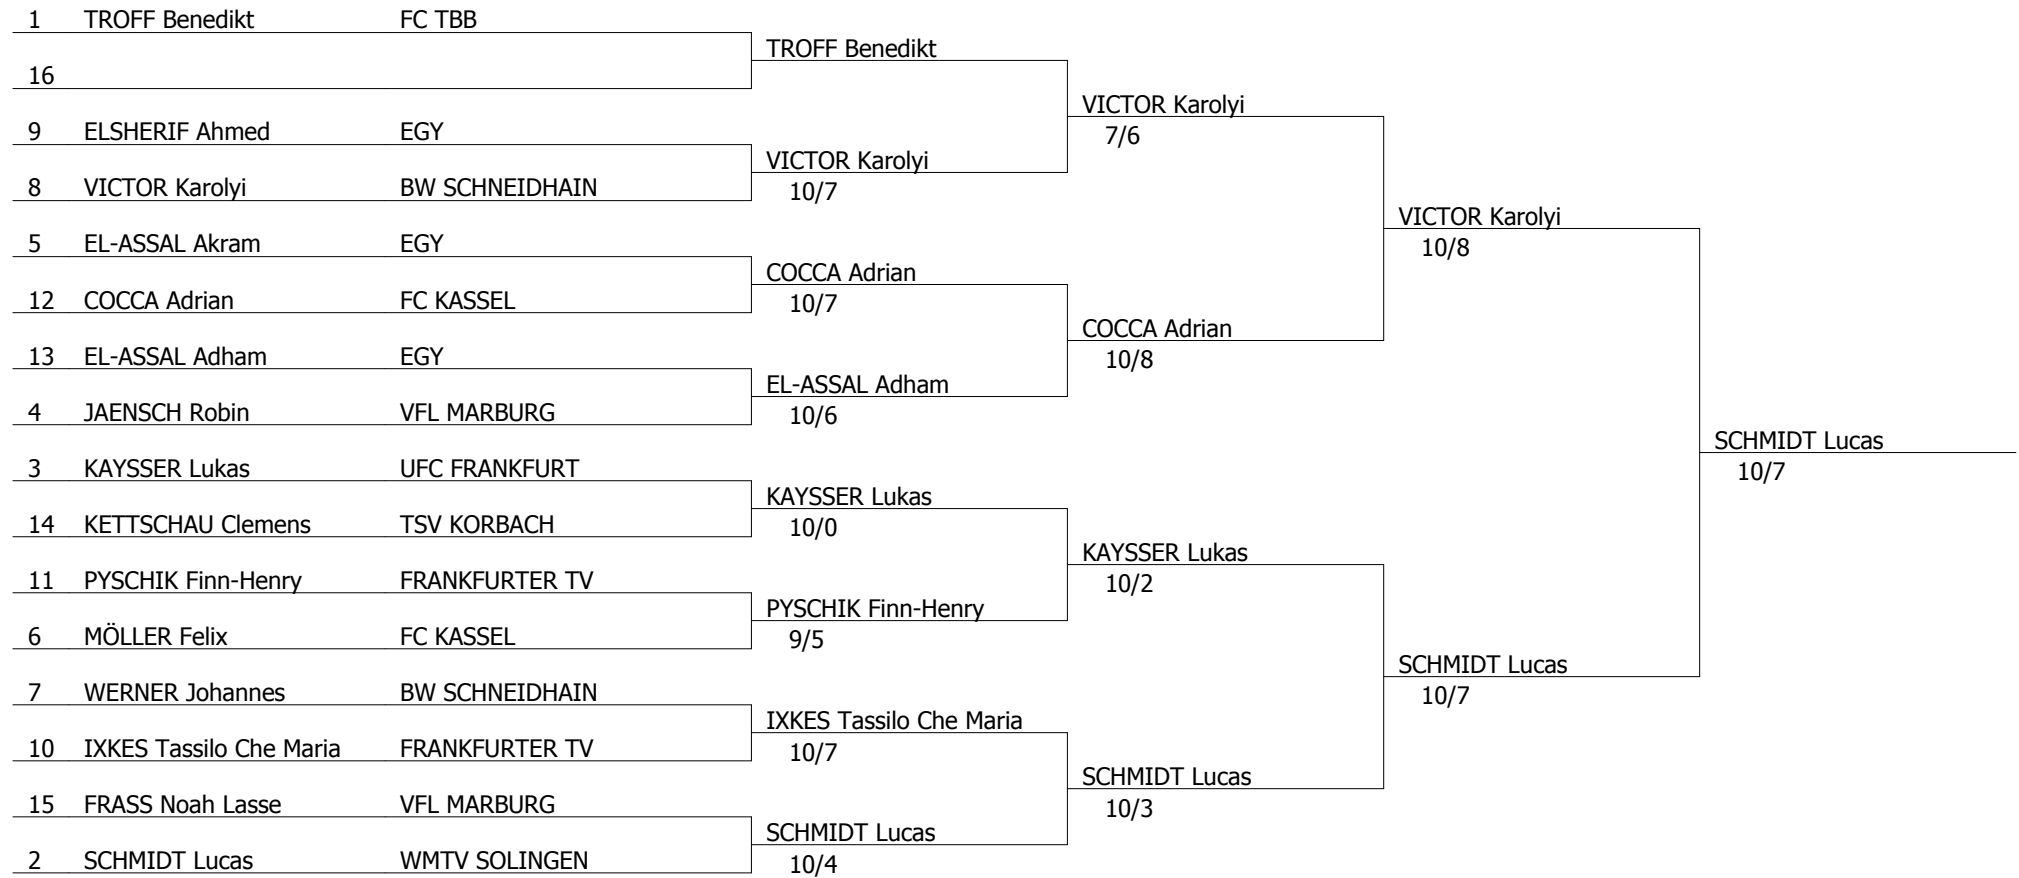 1 TROFF Benedikt FC TBB
TROFF Benedikt
16
VICTOR Karolyi
7/6
9 ELSHERIF Ahmed EGY
VICTOR Karolyi
10/7
8 VICTOR Karolyi BW SCHNEIDHAIN
VICTOR Karolyi
10/8
5 EL-ASSAL Akram EGY
COCCA Adrian
10/7
12 COCCA Adrian FC KASSEL
COCCA Adrian
10/8
13 EL-ASSAL Adham EGY
EL-ASSAL Adham
10/6
4 JAENSCH Robin VFL MARBURG
SCHMIDT Lucas
10/7
3 KAYSSER Lukas UFC FRANKFURT
KAYSSER Lukas
10/0
14 KETTSCHAU Clemens TSV KORBACH
KAYSSER Lukas
10/2
11 PYSCHIK Finn-Henry FRANKFURTER TV
PYSCHIK Finn-Henry
9/5
6 MÖLLER Felix FC KASSEL
SCHMIDT Lucas
10/7
7 WERNER Johannes BW SCHNEIDHAIN
IXKES Tassilo Che Maria
10/7
10 IXKES Tassilo Che Maria FRANKFURTER TV
SCHMIDT Lucas
10/3
15 FRASS Noah Lasse VFL MARBURG
SCHMIDT Lucas
10/4
2 SCHMIDT Lucas WMTV SOLINGEN